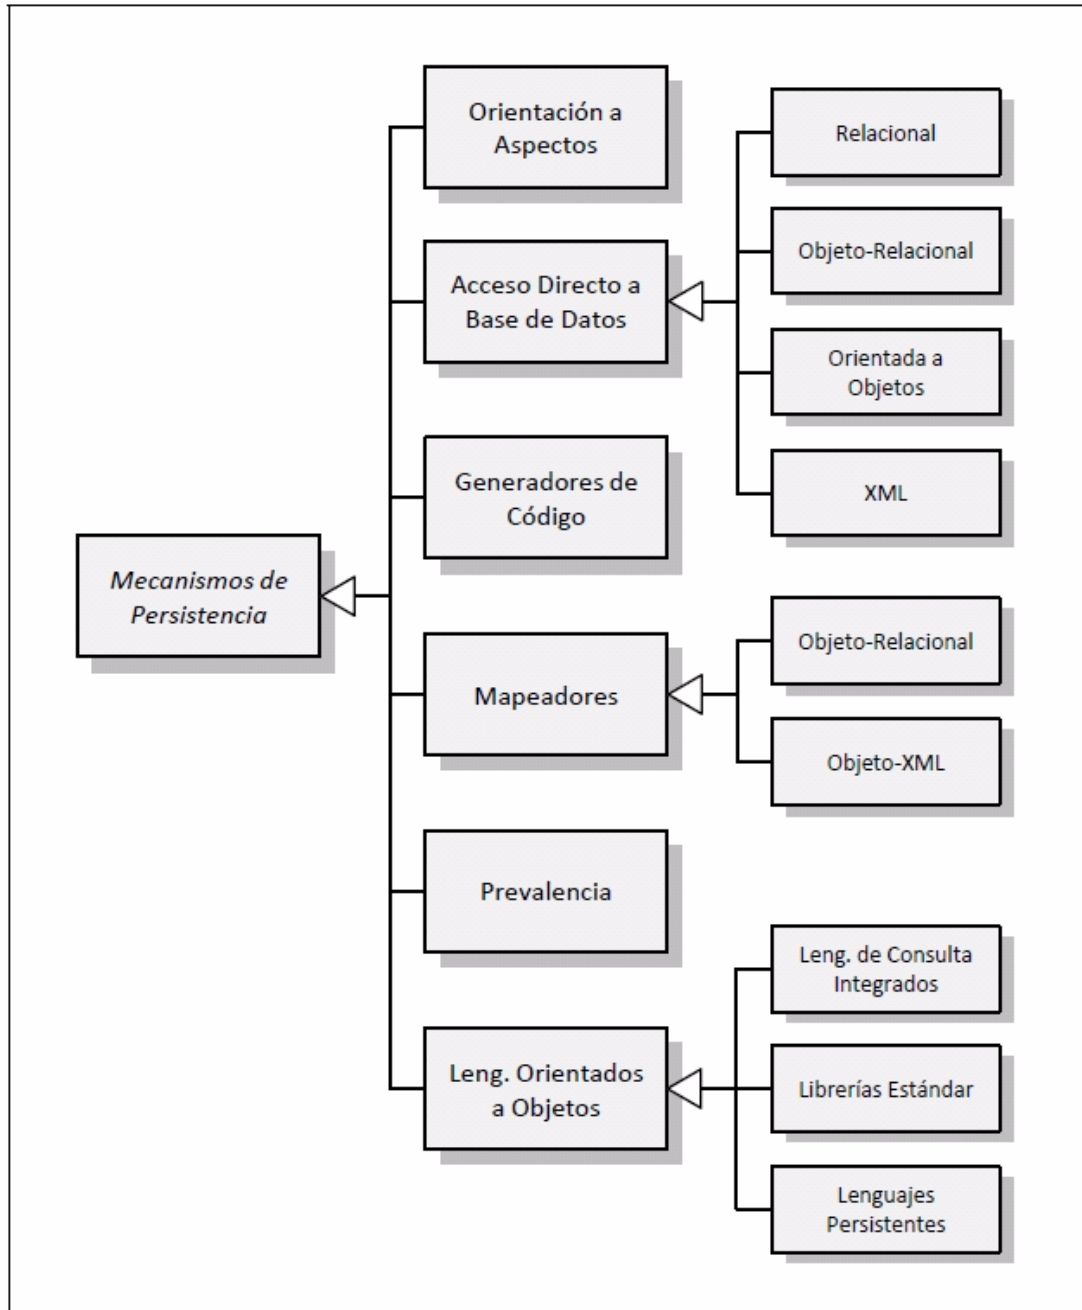 Orientación a
Aspectos
Relacional
Objeto-Relacional
Acceso Directo a
Base de Datos
Orientada a
Objetos
XML
Generadores de
Código
Mecanismos de
Persistencia
Objeto-Relacional
Mapeadores
Objeto-XML
Prevalencia
Leng. de Consulta
Integrados
Leng. Orientados
a Objetos
Librerías Estándar
Lenguajes
Persistentes